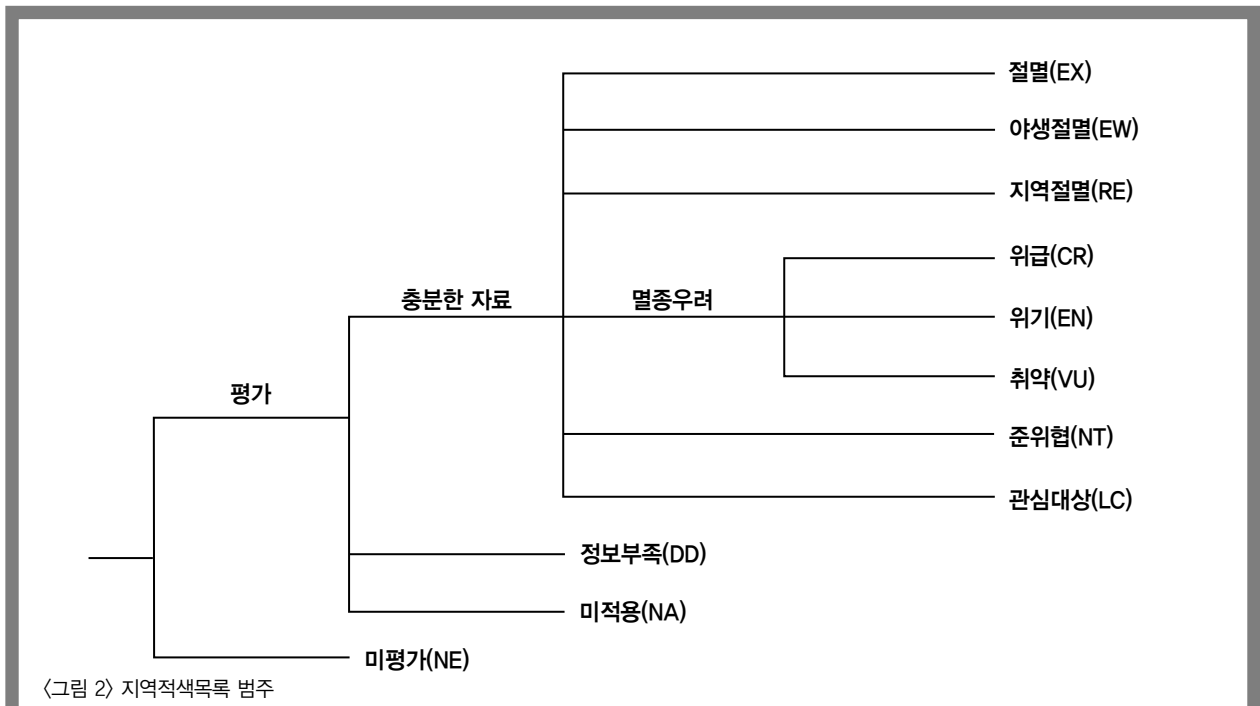 절멸(EX)
야생절멸(EW)
지역절멸(RE)
위급(CR)
충분한 자료
멸종우려
위기(EN)
취약(VU)
평가
준위협(NT)
관심대상(LC)
정보부족(DD)
미적용(NA)
미평가(NE)
〈그림 2〉 지역적색목록 범주